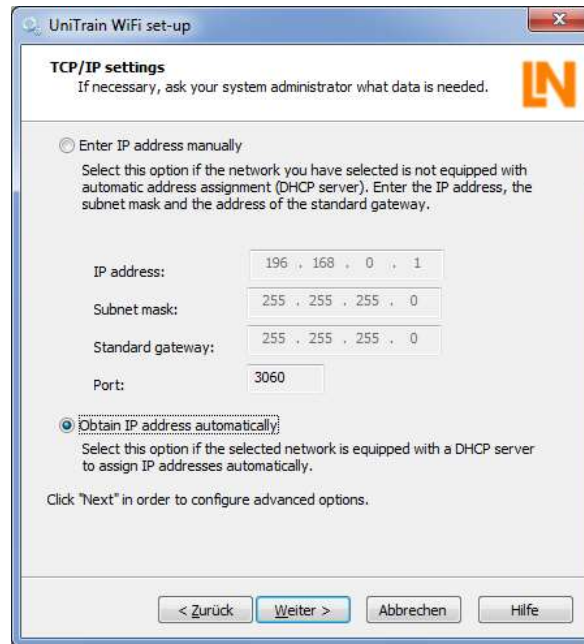 UniTrain WiFi set-up
TCP/IP settings
If necessary, ask your system administrator what data is needed.
LN
Enter IP address manually
Select this option if the network you have selected is not equipped with
automatic address assignment (DHCP server). Enter the IP address, the
subnet mask and the address of the standard gateway.
IP address: 196 . 168 . 0 . 1
Subnet mask: 255 . 255 . 255 . 0
Standard gateway: 255 . 255 . 255 . 0
Port: 3060
Obtain IP address automatically
Select this option if the selected network is equipped with a DHCP server
to assign IP addresses automatically.
Click "Next" in order to configure advanced options.
< Zurück Weiter > Abbrechen Hilfe